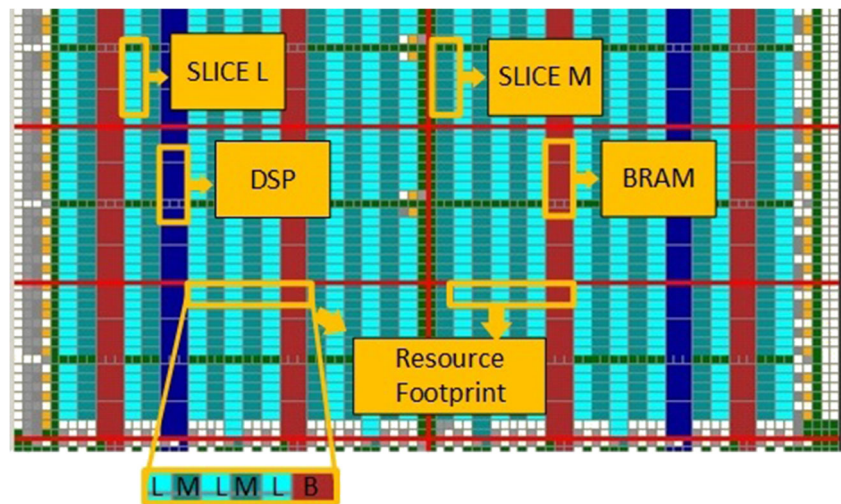 SLICE L
SLICE M
DSP
BRAM
Resource
Footprint
L M L M L B